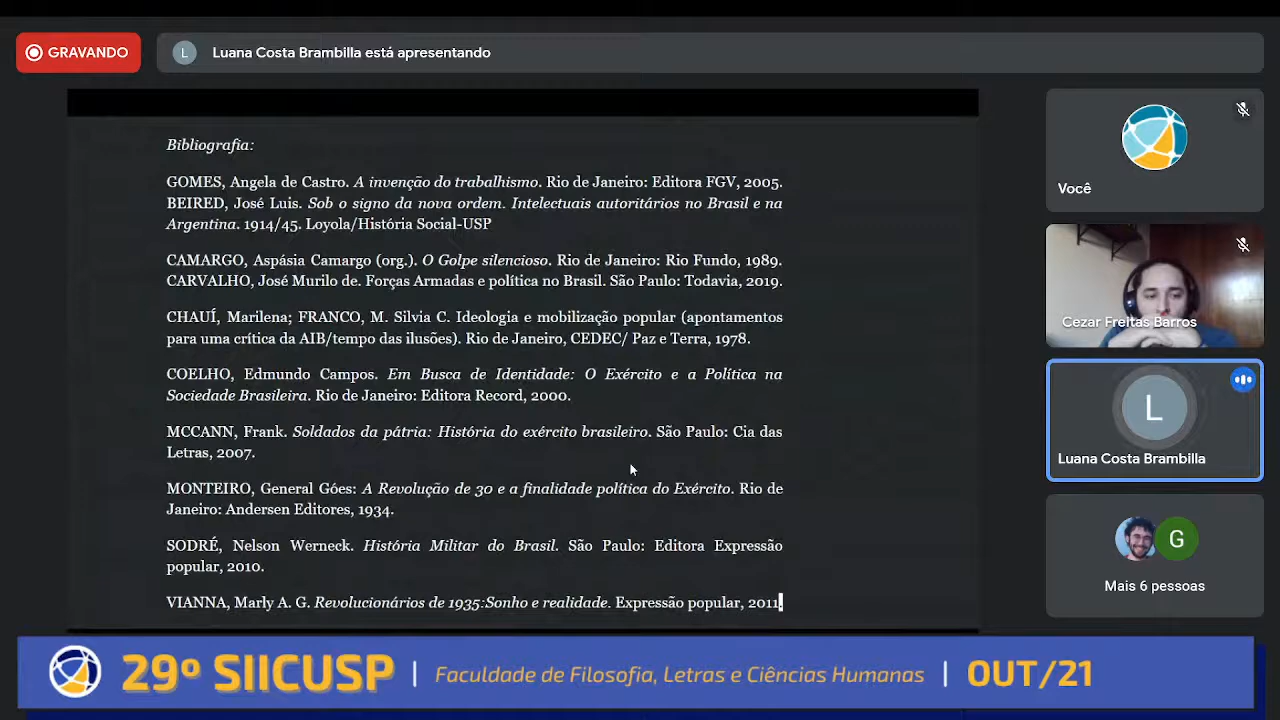 GRAVANDO
L
Luana Costa Brambilla está apresentando
Bibliografia:
GOMES, Angela de Castro. A invenção do trabalhismo. Rio de Janeiro: Editora FGV, 2005.
BEIRED, José Luis. Sob o signo da nova ordem. Intelectuais autoritários no Brasil e na
Argentina. 1914/45. Loyola/História Social-USP
CAMARGO, Aspásia Camargo (org.). O Golpe silencioso. Rio de Janeiro: Rio Fundo, 1989.
CARVALHO, José Murilo de. Forças Armadas e política no Brasil. São Paulo: Todavia, 2019.
CHAUÍ, Marilena; FRANCO, M. Silvia C. Ideologia e mobilização popular (apontamentos
para uma crítica da AIB/tempo das ilusões). Rio de Janeiro, CEDEC/ Paz e Terra, 1978.
COELHO, Edmundo Campos. Em Busca de Identidade: O Exército e a Política na
Sociedade Brasileira. Rio de Janeiro: Editora Record, 2000.
MCCANN, Frank. Soldados da pátria: História do exército brasileiro. São Paulo: Cia das
Letras, 2007.
MONTEIRO, General Góes: A Revolução de 30 e a finalidade política do Exército. Rio de
Janeiro: Andersen Editores, 1934.
SODRÉ, Nelson Werneck. História Militar do Brasil. São Paulo: Editora Expressão
popular, 2010.
VIANNA, Marly A. G. Revolucionários de 1935:Sonho e realidade. Expressão popular, 2011.
Você
Cezar Freitas Barros
L
Luana Costa Brambilla
G
Mais 6 pessoas
29º SIICUSP | Faculdade de Filosofia, Letras e Ciências Humanas | OUT/21